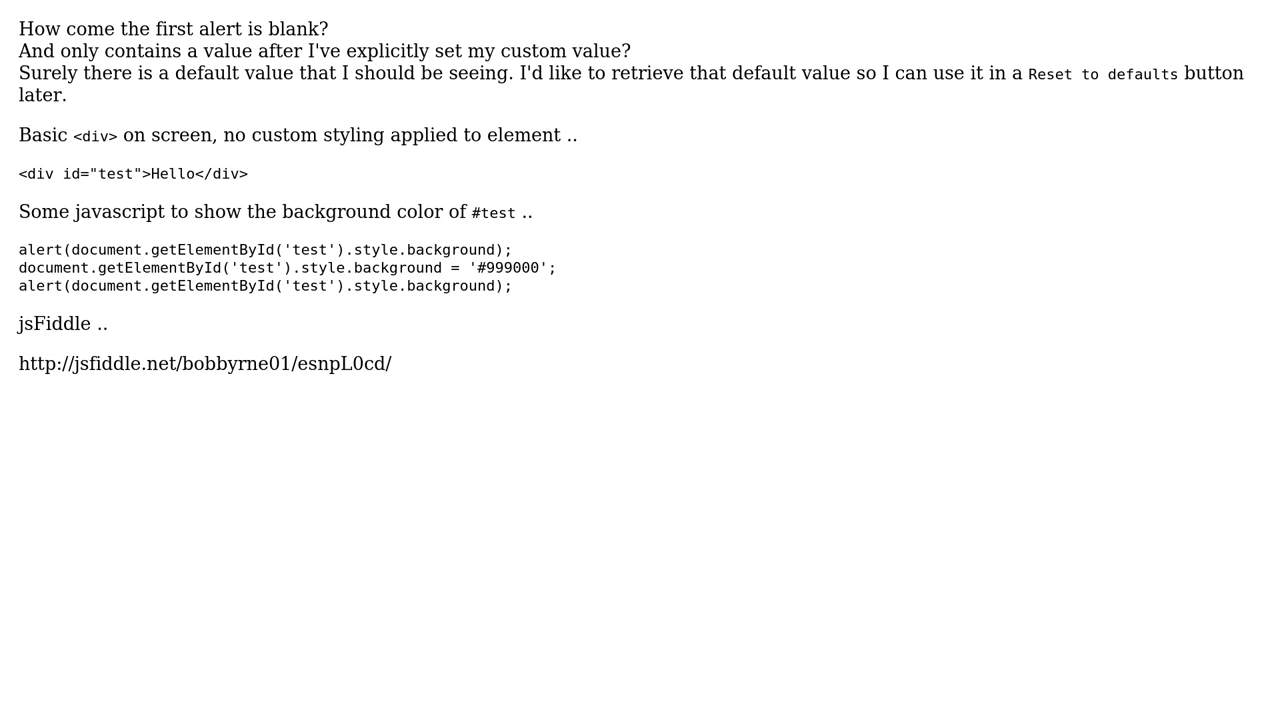 How come the first alert is blank?
And only contains a value after I've explicitly set my custom value?
Surely there is a default value that I should be seeing. I'd like to retrieve that default value so I can use it in a Reset to defaults button
later.
Basic <div> on screen, no custom styling applied to element ..
<div id="test">Hello</div>
Some javascript to show the background color of #test ..
alert(document.getElementById('test').style.background);
document.getElementById('test').style.background = '#999000';
alert(document.getElementById('test').style.background);
jsFiddle ..
http://jsfiddle.net/bobbyrne01/esnpL0cd/